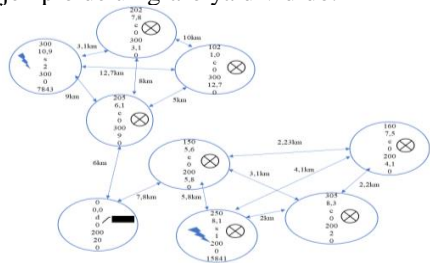 202
7,8
c
0
300
3,1
0
10km
3,1km
300
10,9
s
2
300
0
7843
102
1,0
c
0
300
12,7
0
12,7km
8km
9km
5km
205
6,1
c
0
300
9
0
6km
150
5,6
c
0
200
5,8
0
2,23km
160
7,5
c
0
200
4,1
0
3,1km
4,1km
2,2km
7,8km
5,8km
0
0,0
d
0
200
20
0
250
8,1
s
1
200
0
15841
2km
305
8,3
c
0
200
2
0